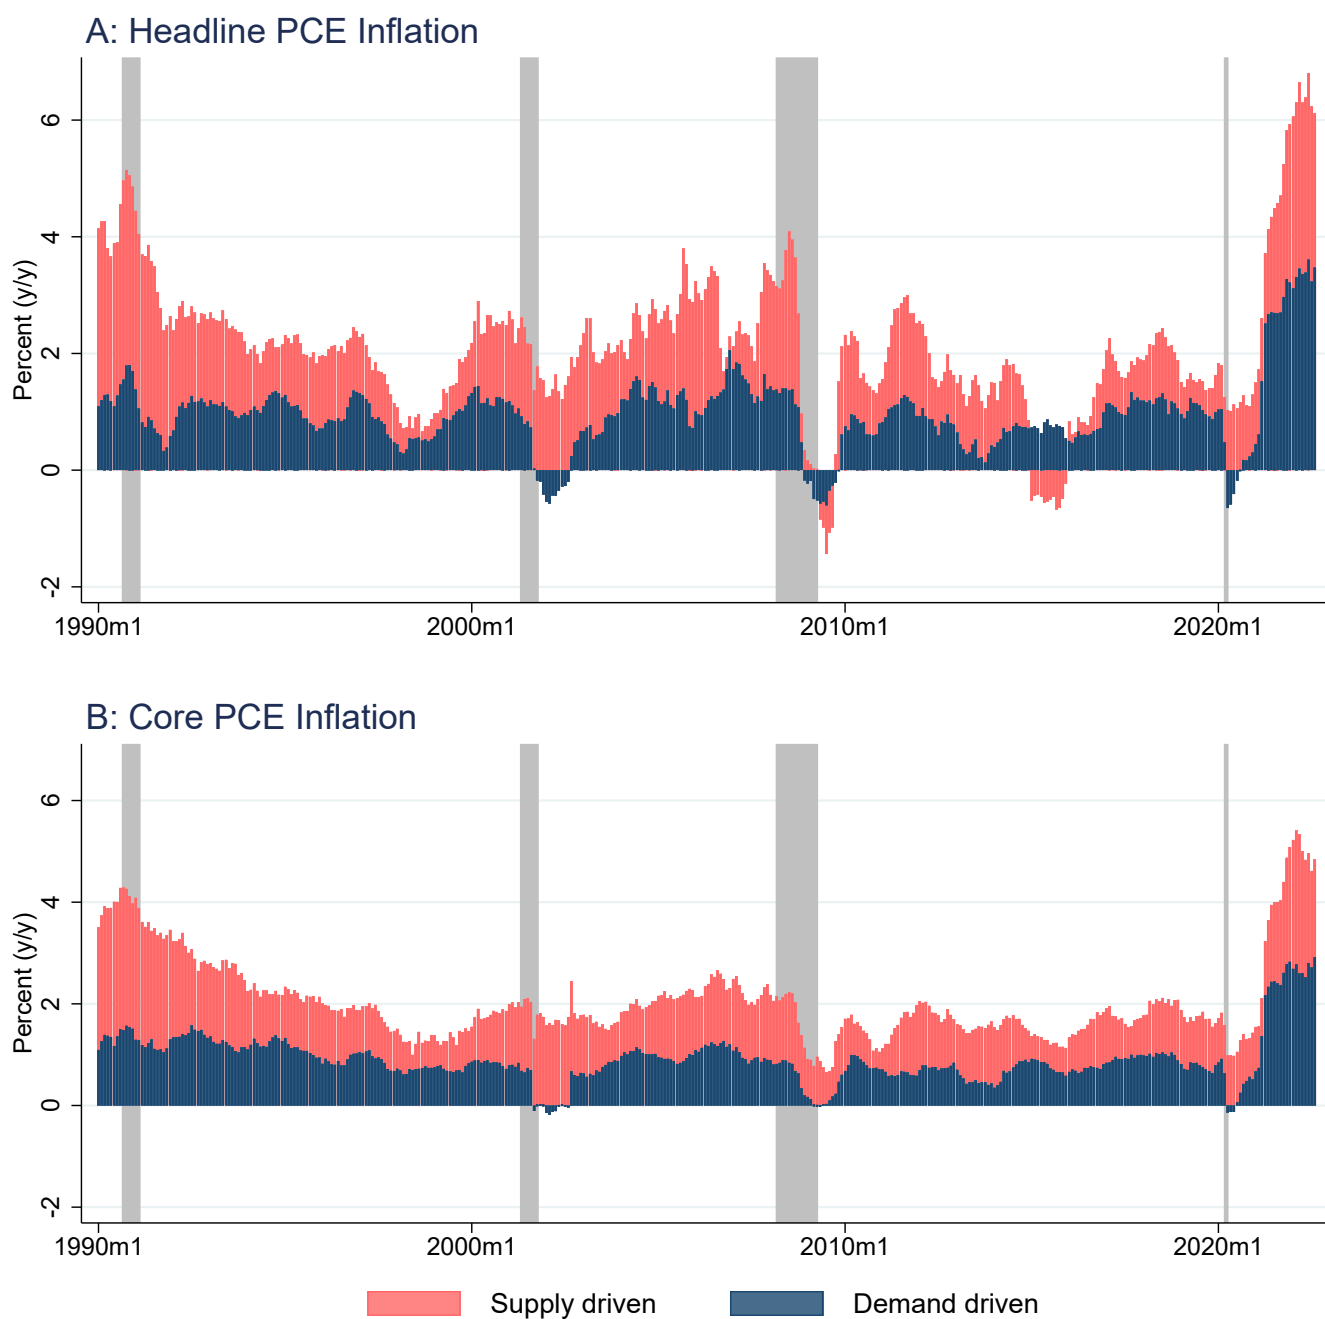 A: Headline PCE Inflation
Percent (y/y)
6
4
2
0
-2
1990m1 2000m1 2010m1 2020m1
B: Core PCE Inflation
Percent (y/y)
6
4
2
0
-2
1990m1 2000m1 2010m1 2020m1
Supply driven Demand driven